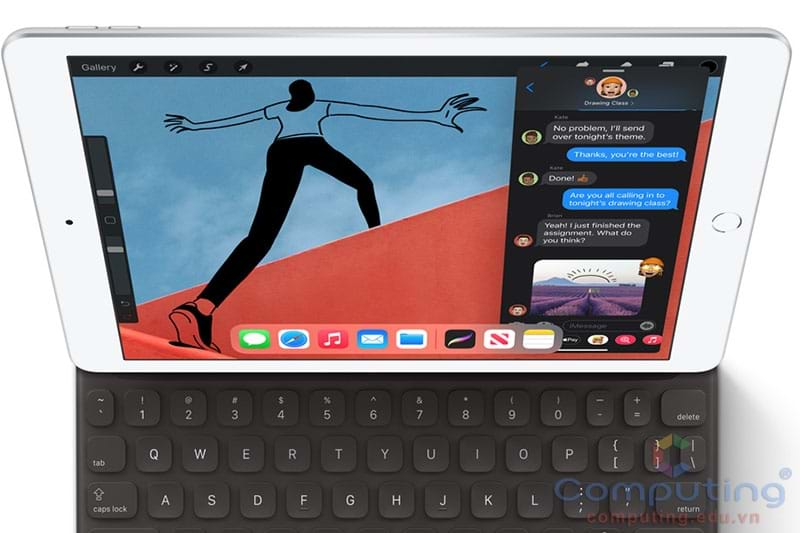 Gallery
Drawing Class >
Kate
No problem, I'll send
over tonight's theme.
Thanks, you're the best!
Kate
Done! 👍🏾
Are you all calling in to
tonight's drawing class?
Brian
Yeah! I just finished the
assignment. What do
you think?
iMessage
Pay
~ ! @ # $ % ^ & * ( ) _ +
` 1 2 3 4 5 6 7 8 9 0 - = delete
tab Q W E R T Y U I O P { [ } ] | \
caps lock A S D F G H J K L : ; " ' return
Computing®
computing.edu.vn